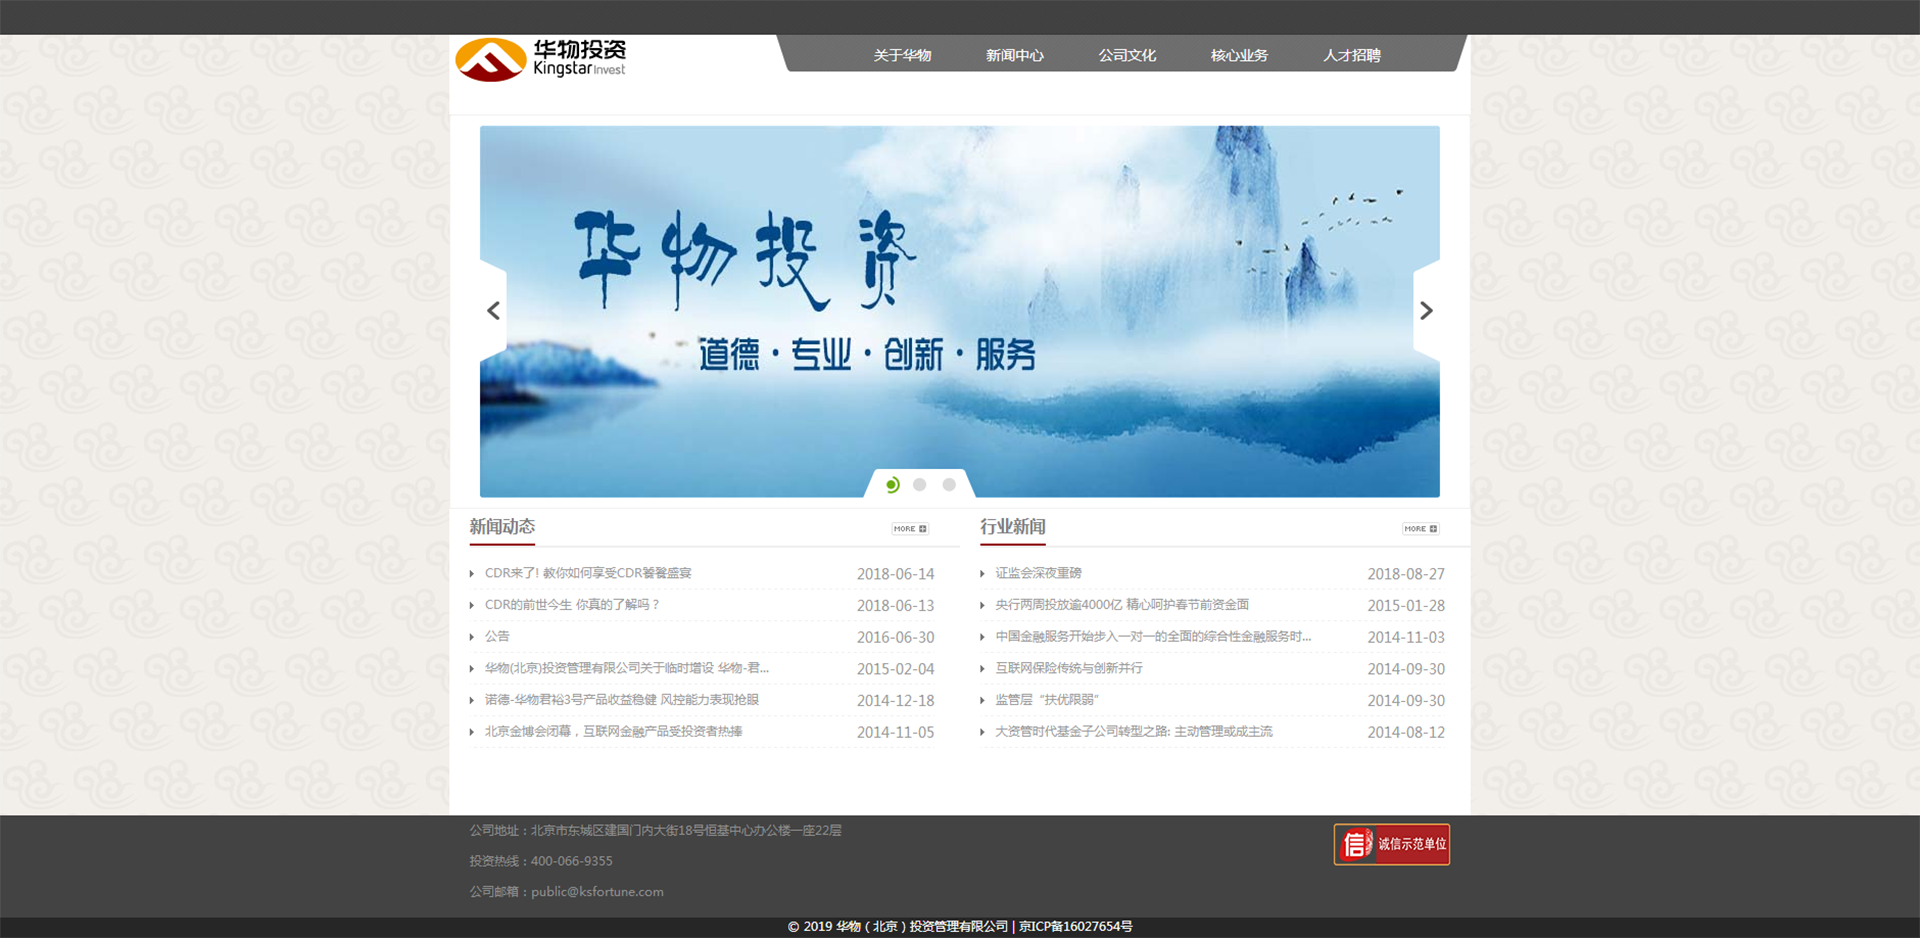 华物投资
Kingstar Invest
关于华物 新闻中心 公司文化 核心业务 人才招聘
华物投资
道德·专业·创新·服务
新闻动态
MORE
CDR来了! 教你如何享受CDR饕餮盛宴 2018-06-14
CDR的前世今生 你真的了解吗？ 2018-06-13
公告 2016-06-30
华物(北京)投资管理有限公司关于临时增设 华物-君... 2015-02-04
诺德-华物君裕3号产品收益稳健 风控能力表现抢眼 2014-12-18
北京金博会闭幕，互联网金融产品受投资者热捧 2014-11-05
行业新闻
MORE
证监会深夜重磅 2018-08-27
央行两周投放逾4000亿 精心呵护春节前资金面 2015-01-28
中国金融服务开始步入一对一的全面的综合性金融服务时... 2014-11-03
互联网保险传统与创新并行 2014-09-30
监管层“扶优限弱” 2014-09-30
大资管时代基金子公司转型之路: 主动管理或成主流 2014-08-12
公司地址：北京市东城区建国门内大街18号恒基中心办公楼一座22层
投资热线：400-066-9355
公司邮箱：public@ksfortune.com
信 诚信示范单位
© 2019 华物（北京）投资管理有限公司 | 京ICP备16027654号